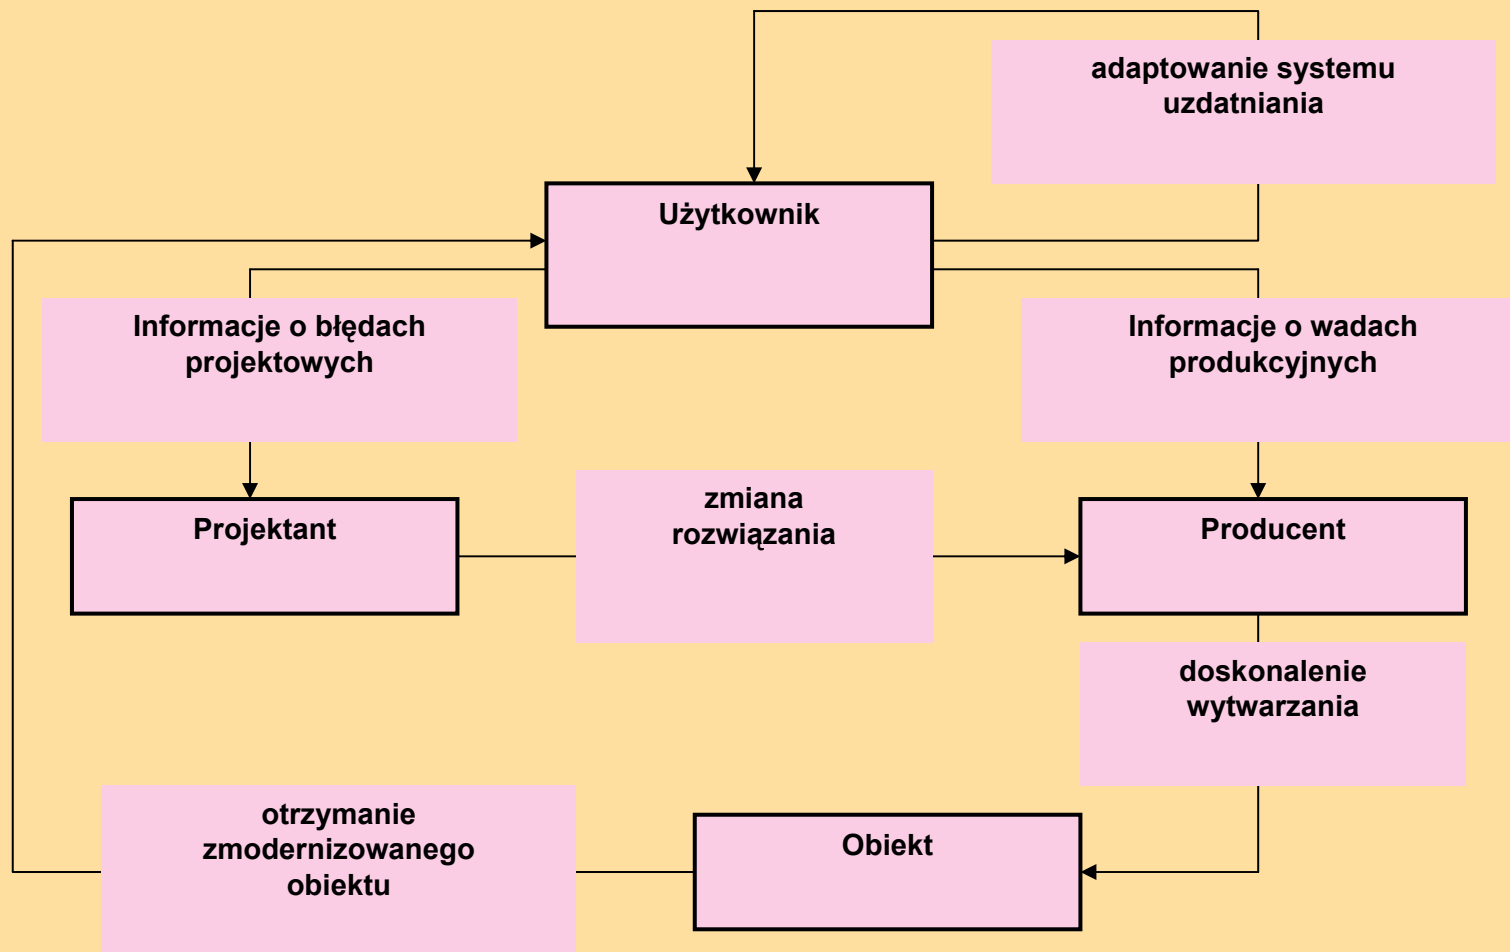 adaptowanie systemu
uzdatniania
Użytkownik
Informacje o błędach
projektowych
Informacje o wadach
produkcyjnych
Projektant
zmiana
rozwiązania
Producent
doskonalenie
wytwarzania
otrzymanie
zmodernizowanego
obiektu
Obiekt